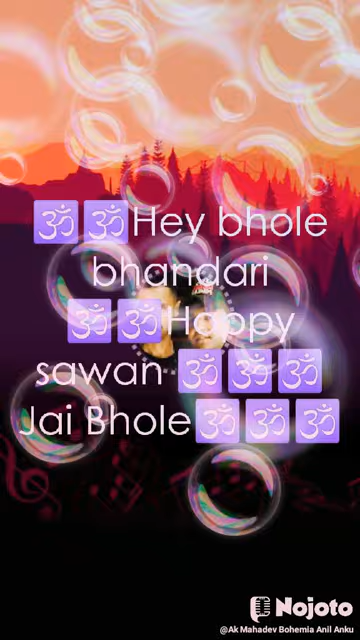 🕉🕉Hey bhole
bhandari
🕉🕉Happy
sawan 🕉🕉🕉
Jai Bhole🕉🕉🕉
Nojoto
@Ak Mahadev Bohemia Anil Anku